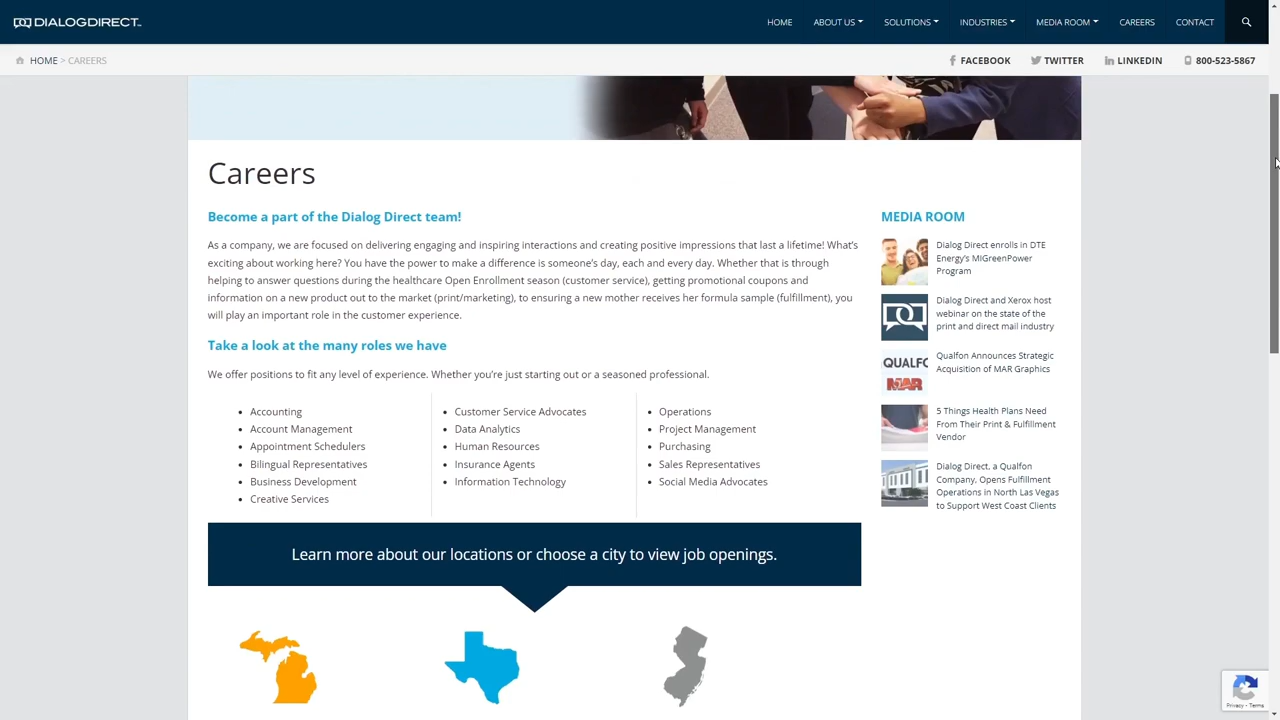 DIALOGDIRECT
HOME ABOUT US SOLUTIONS INDUSTRIES MEDIA ROOM CAREERS CONTACT
HOME > CAREERS
FACEBOOK TWITTER LINKEDIN 800-523-5867
Careers
Become a part of the Dialog Direct team!
As a company, we are focused on delivering engaging and inspiring interactions and creating positive impressions that last a lifetime! What's
exciting about working here? You have the power to make a difference is someone's day, each and every day. Whether that is through
helping to answer questions during the healthcare Open Enrollment season (customer service), getting promotional coupons and
information on a new product out to the market (print/marketing), to ensuring a new mother receives her formula sample (fulfillment), you
will play an important role in the customer experience.
Take a look at the many roles we have
We offer positions to fit any level of experience. Whether you're just starting out or a seasoned professional.
• Accounting
• Account Management
• Appointment Schedulers
• Bilingual Representatives
• Business Development
• Creative Services
• Customer Service Advocates
• Data Analytics
• Human Resources
• Insurance Agents
• Information Technology
• Operations
• Project Management
• Purchasing
• Sales Representatives
• Social Media Advocates
Learn more about our locations or choose a city to view job openings.
MEDIA ROOM
Dialog Direct enrolls in DTE
Energy's MIGreenPower
Program
Dialog Direct and Xerox host
webinar on the state of the
print and direct mail industry
QUALFO
MAR
Qualfon Announces Strategic
Acquisition of MAR Graphics
5 Things Health Plans Need
From Their Print & Fulfillment
Vendor
Dialog Direct, a Qualfon
Company, Opens Fulfillment
Operations in North Las Vegas
to Support West Coast Clients
Privacy - Terms